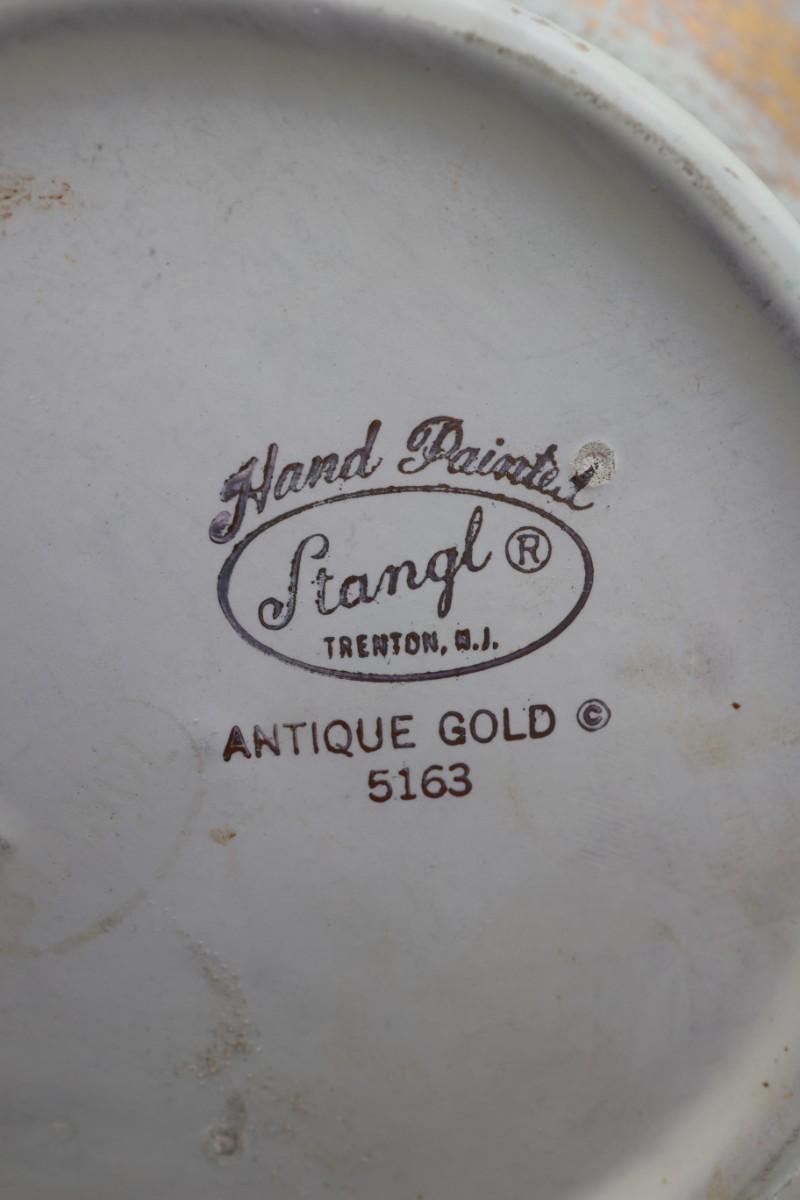 Hand Painted
Stangl ®
TRENTON, N.J.
ANTIQUE GOLD ©
5163